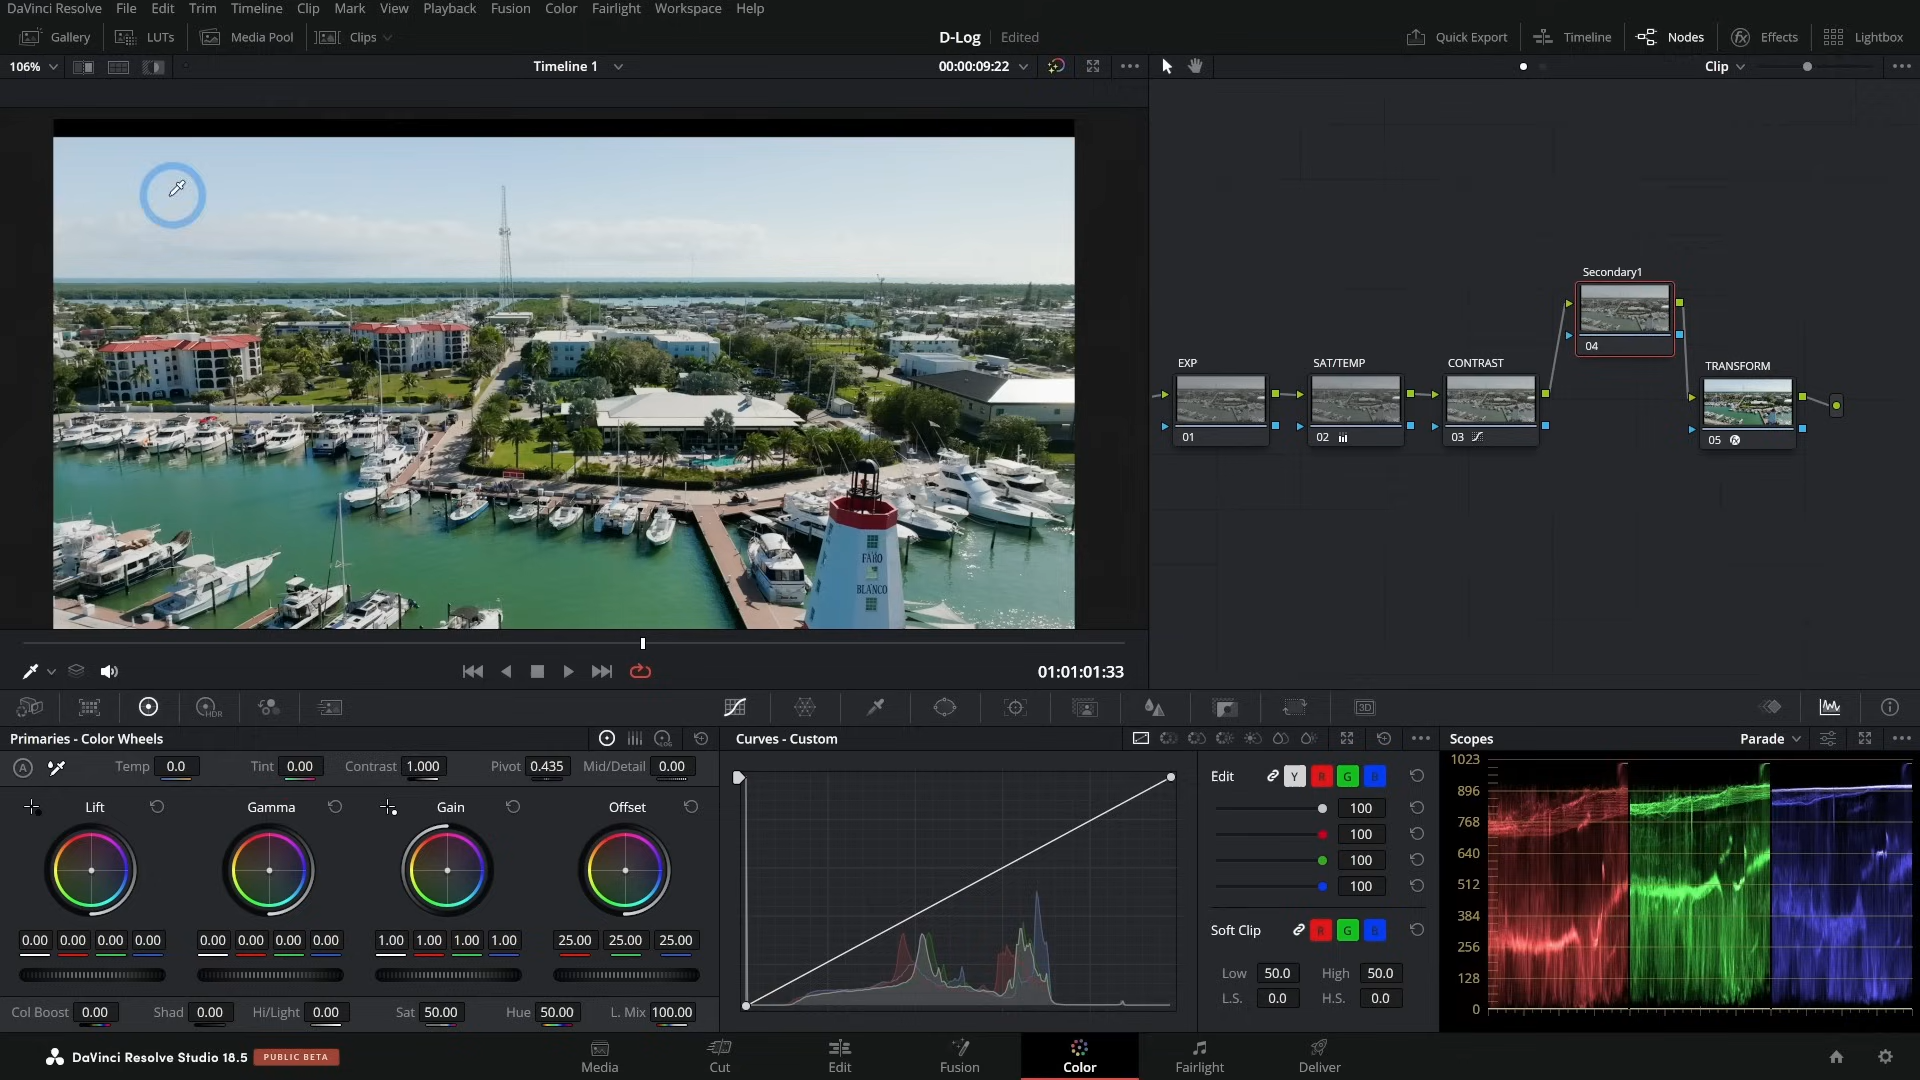 DaVinci Resolve File Edit Trim Timeline Clip Mark View Playback Fusion Color Fairlight Workspace Help
Gallery LUTs Media Pool Clips D-Log Edited Quick Export Timeline Nodes Effects Lightbox
106% Timeline 1 00:00:09:22 Clip
Secondary1
04
EXP SAT/TEMP CONTRAST TRANSFORM
01 02 03 05
FARO
BLANCO
01:01:01:33
HDR 3D
Primaries - Color Wheels Curves - Custom Scopes Parade
A Temp 0.0 Tint 0.00 Contrast 1.000 Pivot 0.435 Mid/Detail 0.00 Edit Y R G B 1023
Lift Gamma Gain Offset 100 896
100 768
100 640
100 512
384
Soft Clip R G B
0.00 0.00 0.00 0.00 0.00 0.00 0.00 0.00 1.00 1.00 1.00 1.00 25.00 25.00 25.00 256
Low 50.0 High 50.0 128
L.S. 0.0 H.S. 0.0 0
Col Boost 0.00 Shad 0.00 Hi/Light 0.00 Sat 50.00 Hue 50.00 L. Mix 100.00
DaVinci Resolve Studio 18.5 PUBLIC BETA Media Cut Edit Fusion Color Fairlight Deliver